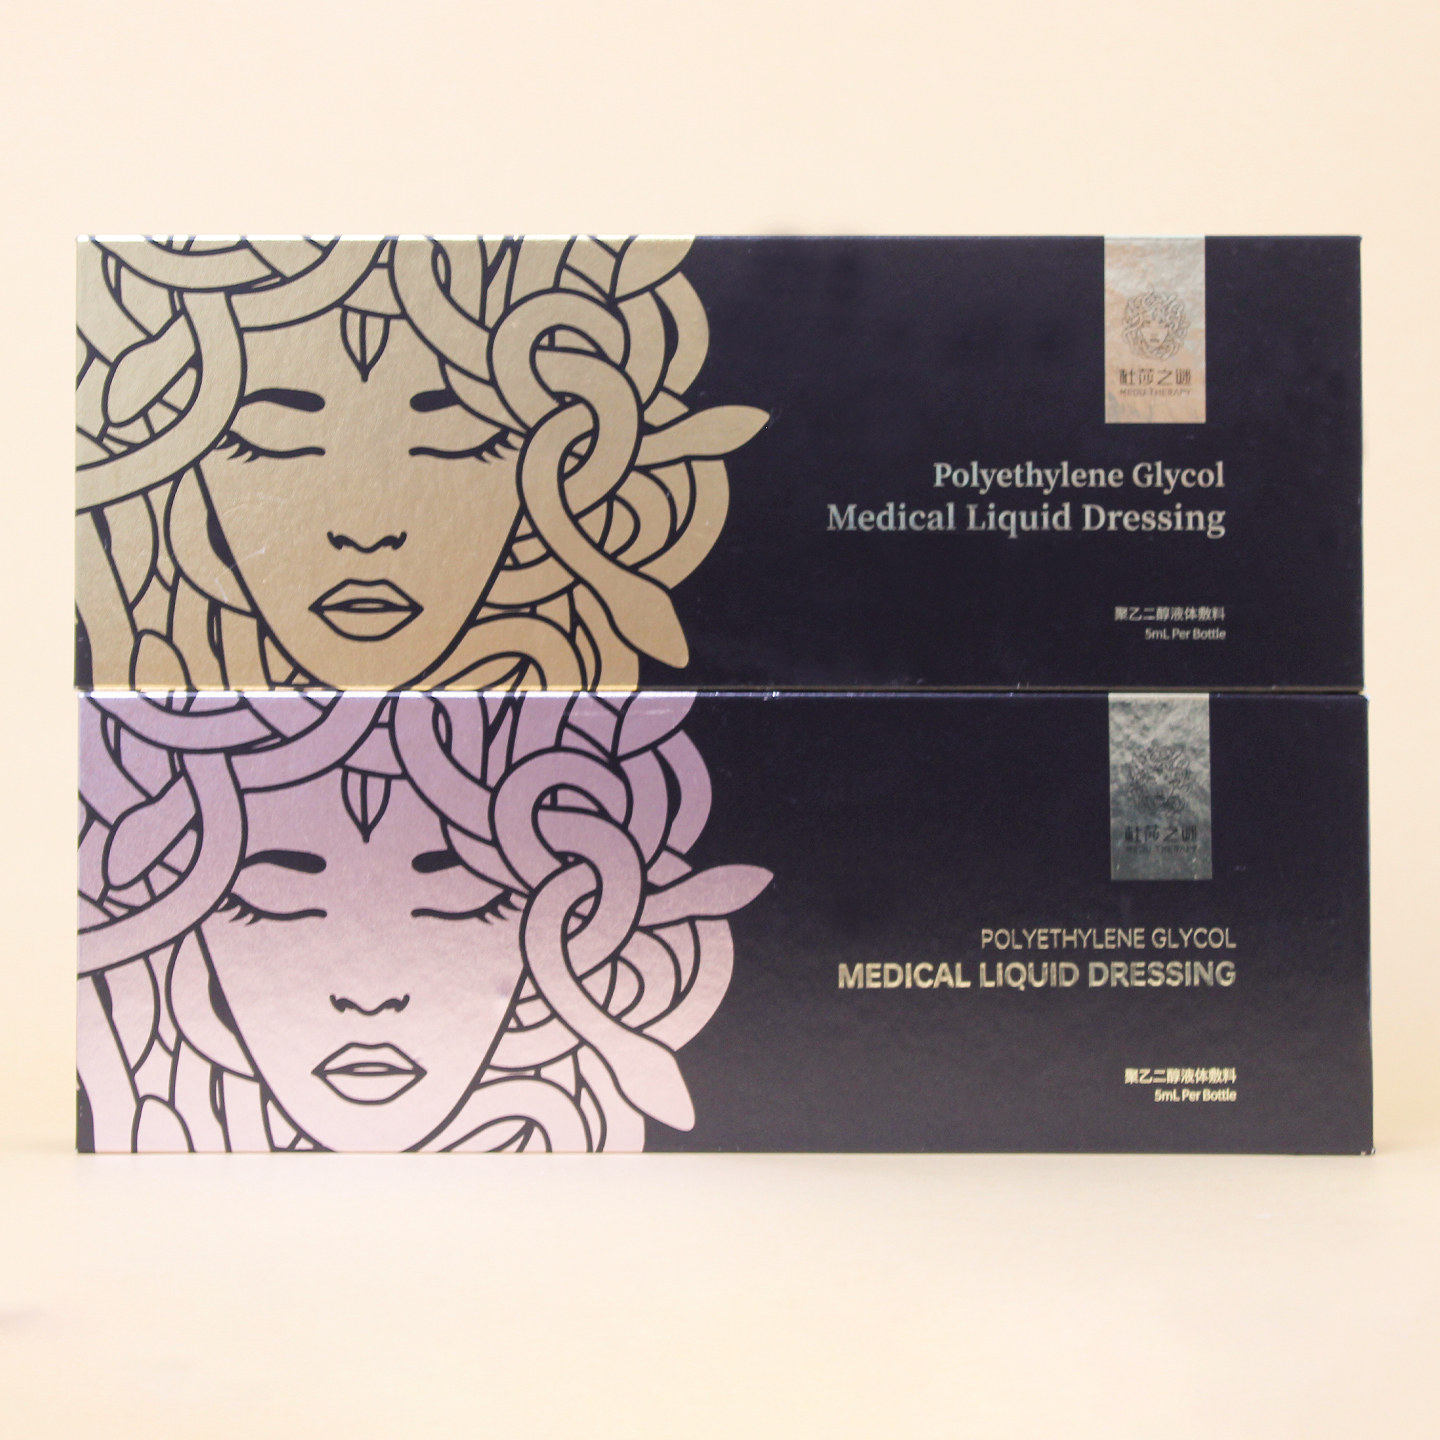 杜莎之谜
MEDU THERAPY
Polyethylene Glycol
Medical Liquid Dressing
聚乙二醇液体敷料
5mL Per Bottle
杜莎之谜
MEDU THERAPY
POLYETHYLENE GLYCOL
MEDICAL LIQUID DRESSING
聚乙二醇液体敷料
5mL Per Bottle